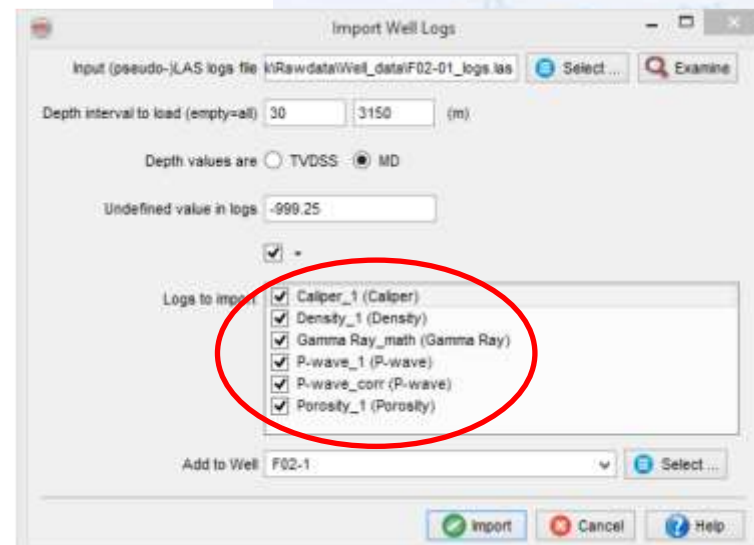 Import Well Logs
Input (pseudo-)LAS logs file k\Rawdata\Well_data\F02-01_logs.las Select ... Examine
Depth interval to load (empty=all) 30 3150 (m)
Depth values are TVDSS MD
Undefined value in logs -999.25
Logs to import Caliper_1 (Caliper)
Density_1 (Density)
Gamma Ray_math (Gamma Ray)
P-wave_1 (P-wave)
P-wave_corr (P-wave)
Porosity_1 (Porosity)
Add to Well F02-1 Select ...
Import Cancel Help